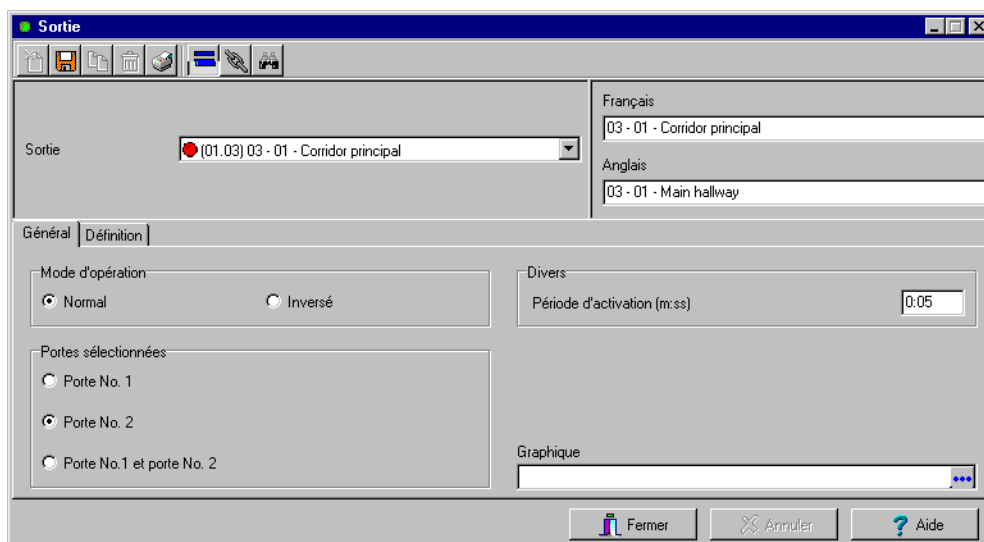 Sortie
Sortie
(01.03) 03 - 01 - Corridor principal
Français
03 - 01 - Corridor principal
Anglais
03 - 01 - Main hallway
Général
Définition
Mode d'opération
Normal
Inversé
Divers
Période d'activation (m:ss)
0:05
Portes sélectionnées
Porte No. 1
Porte No. 2
Porte No.1 et porte No. 2
Graphique
Fermer
Annuler
Aide